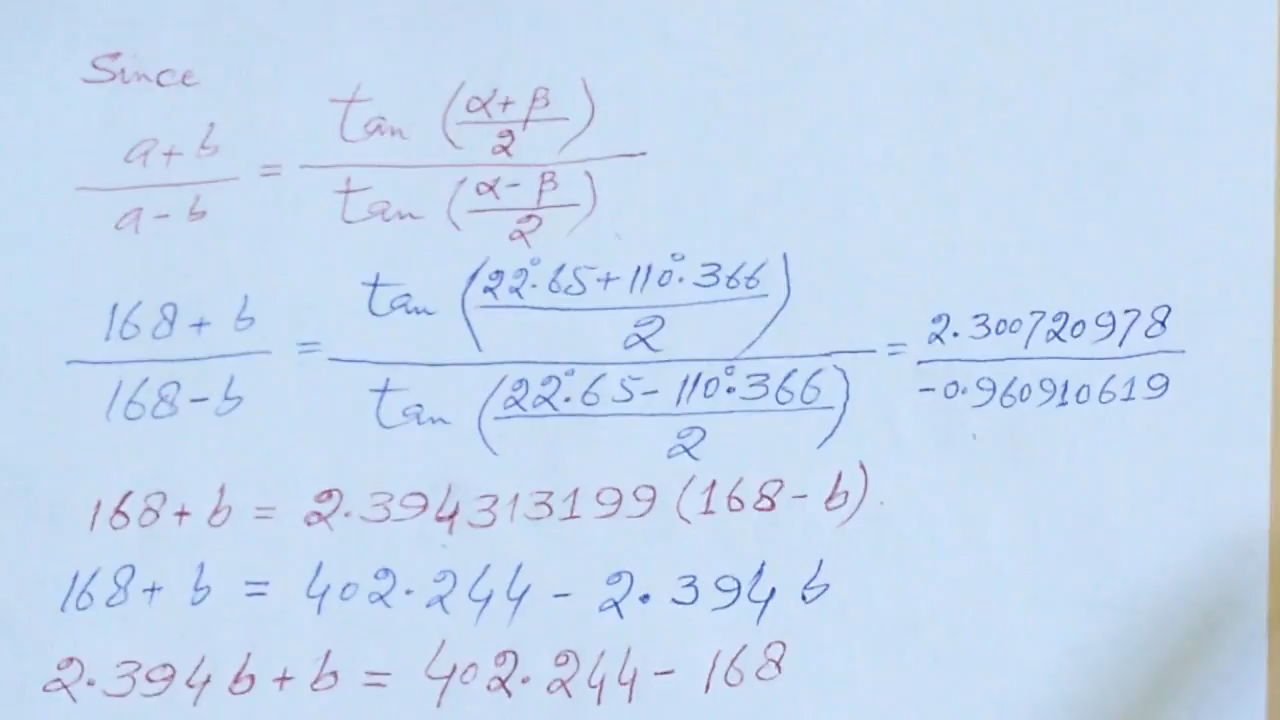 Since
a+b / a-b = tan (α+β / 2) / tan (α-β / 2)
168+b / 168-b = tan (22°.65+110°.366 / 2) / tan (22°.65-110°.366 / 2) = 2.300720978 / -0.960910619
168+b = 2.394313199 (168-b).
168+b = 402.244 - 2.394 b
2.394 b + b = 402.244 - 168